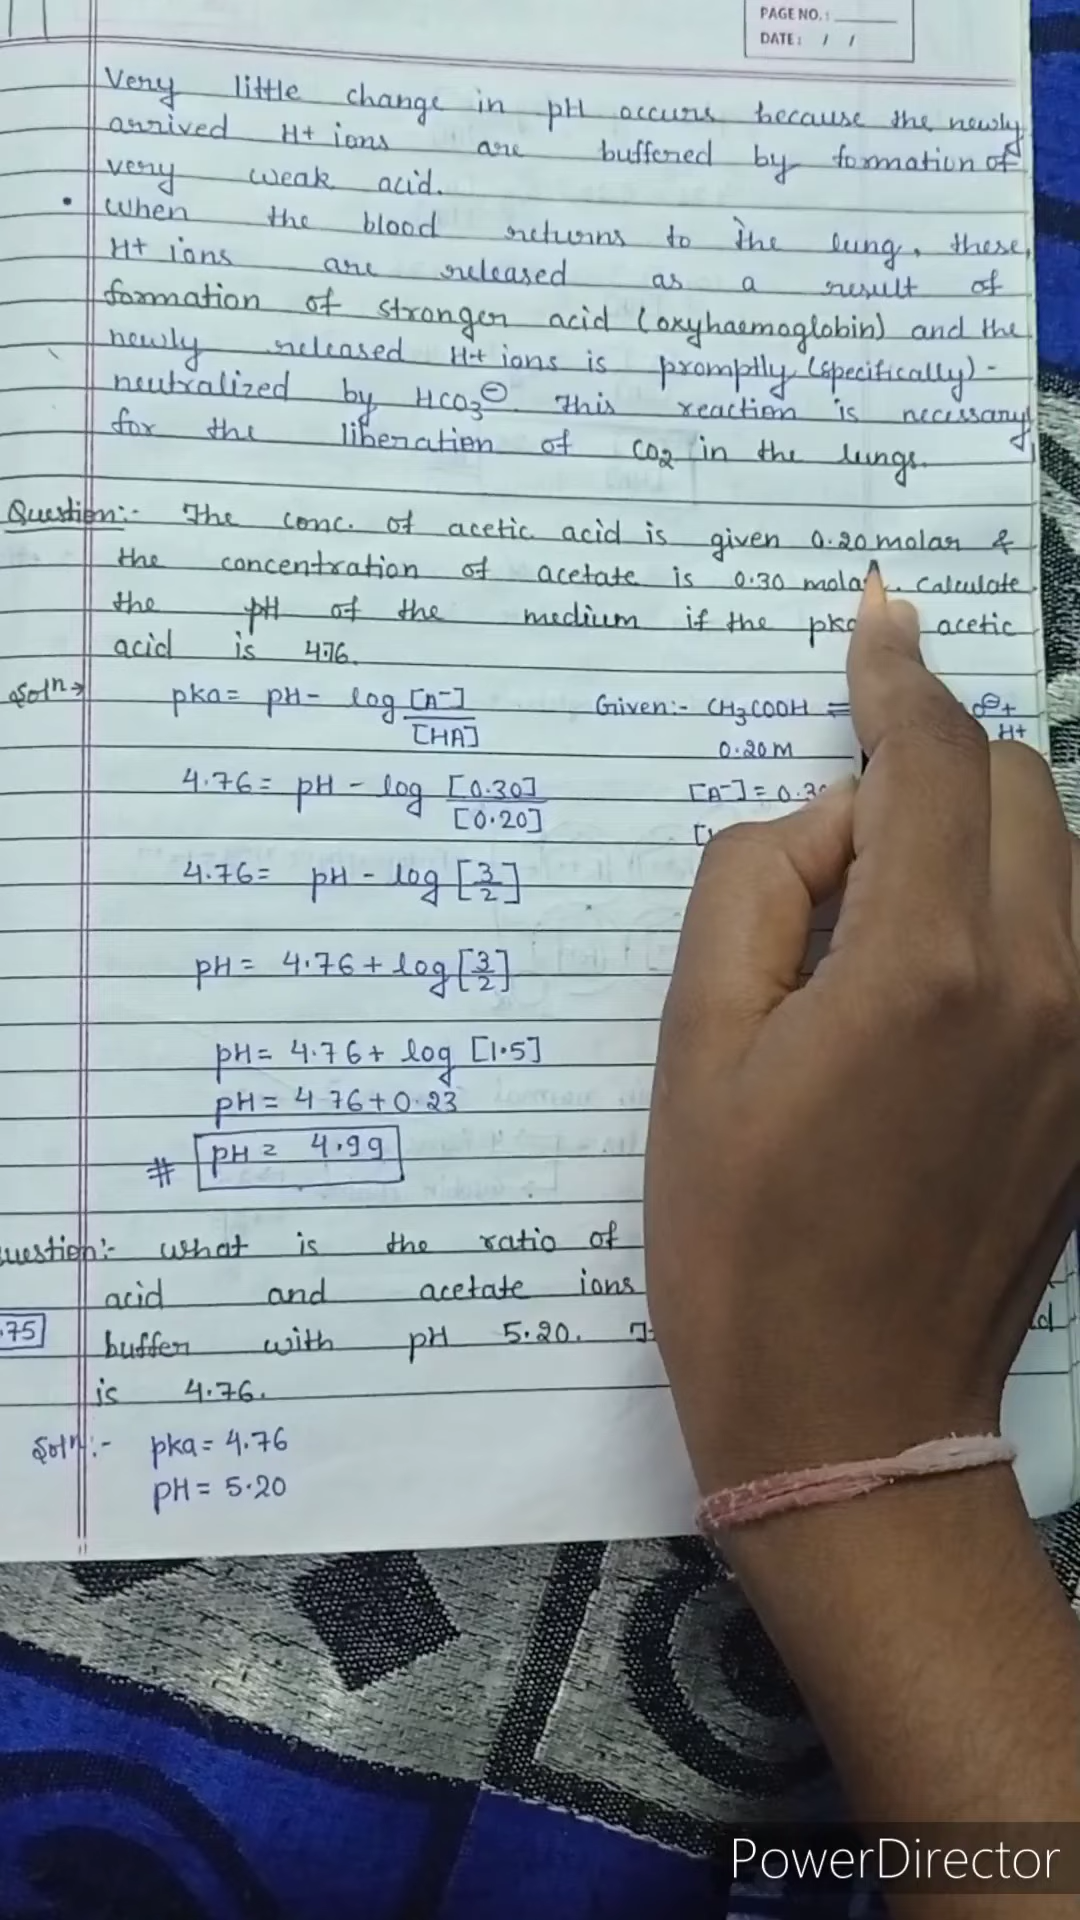 PAGE NO.:
DATE: / /
Very little change in pH occurs because the newly
arrived H+ ions are buffered by formation of
very weak acid.
• When the blood returns to the lung, these,
H+ ions are released as a result of
formation of stronger acid (oxyhaemoglobin) and the
newly released H+ ions is promptly (specifically) -
neutralized by HCO3⊖. This reaction is necessary
for the liberation of CO2 in the lungs.
Question:- The conc. of acetic acid is given 0.20 molar &
the concentration of acetate is 0.30 molar. Calculate
the pH of the medium if the pka acetic
acid is 4.76.
Soln→ pka = pH - log [A-]/[HA] Given:- CH3COOH ⇌ ⊖+
H+
0.20M
4.76 = pH - log [0.30]/[0.20] [A-] = 0.30
4.76 = pH - log [3/2]
pH = 4.76 + log [3/2]
pH = 4.76 + log [1.5]
pH = 4.76 + 0.23
# pH = 4.99
Question:- What is the ratio of
acid and acetate ions
.75 buffer with pH 5.20.
is 4.76.
Soln:- pka = 4.76
pH = 5.20
PowerDirector